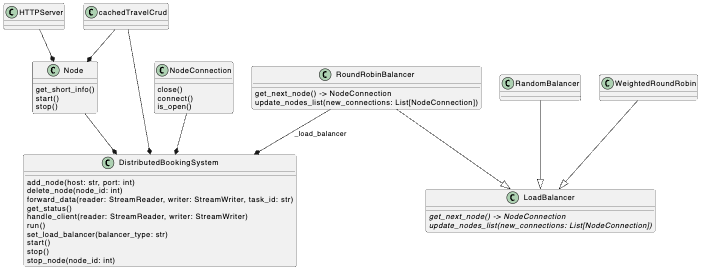 C HTTPServer
C cachedTravelCrud
C Node
get_short_info()
start()
stop()
C NodeConnection
close()
connect()
is_open()
C RoundRobinBalancer
get_next_node() -> NodeConnection
update_nodes_list(new_connections: List[NodeConnection])
C RandomBalancer
C WeightedRoundRobin
_load_balancer
C DistributedBookingSystem
add_node(host: str, port: int)
delete_node(node_id: int)
forward_data(reader: StreamReader, writer: StreamWriter, task_id: str)
get_status()
handle_client(reader: StreamReader, writer: StreamWriter)
run()
set_load_balancer(balancer_type: str)
start()
stop()
stop_node(node_id: int)
C LoadBalancer
get_next_node() -> NodeConnection
update_nodes_list(new_connections: List[NodeConnection])